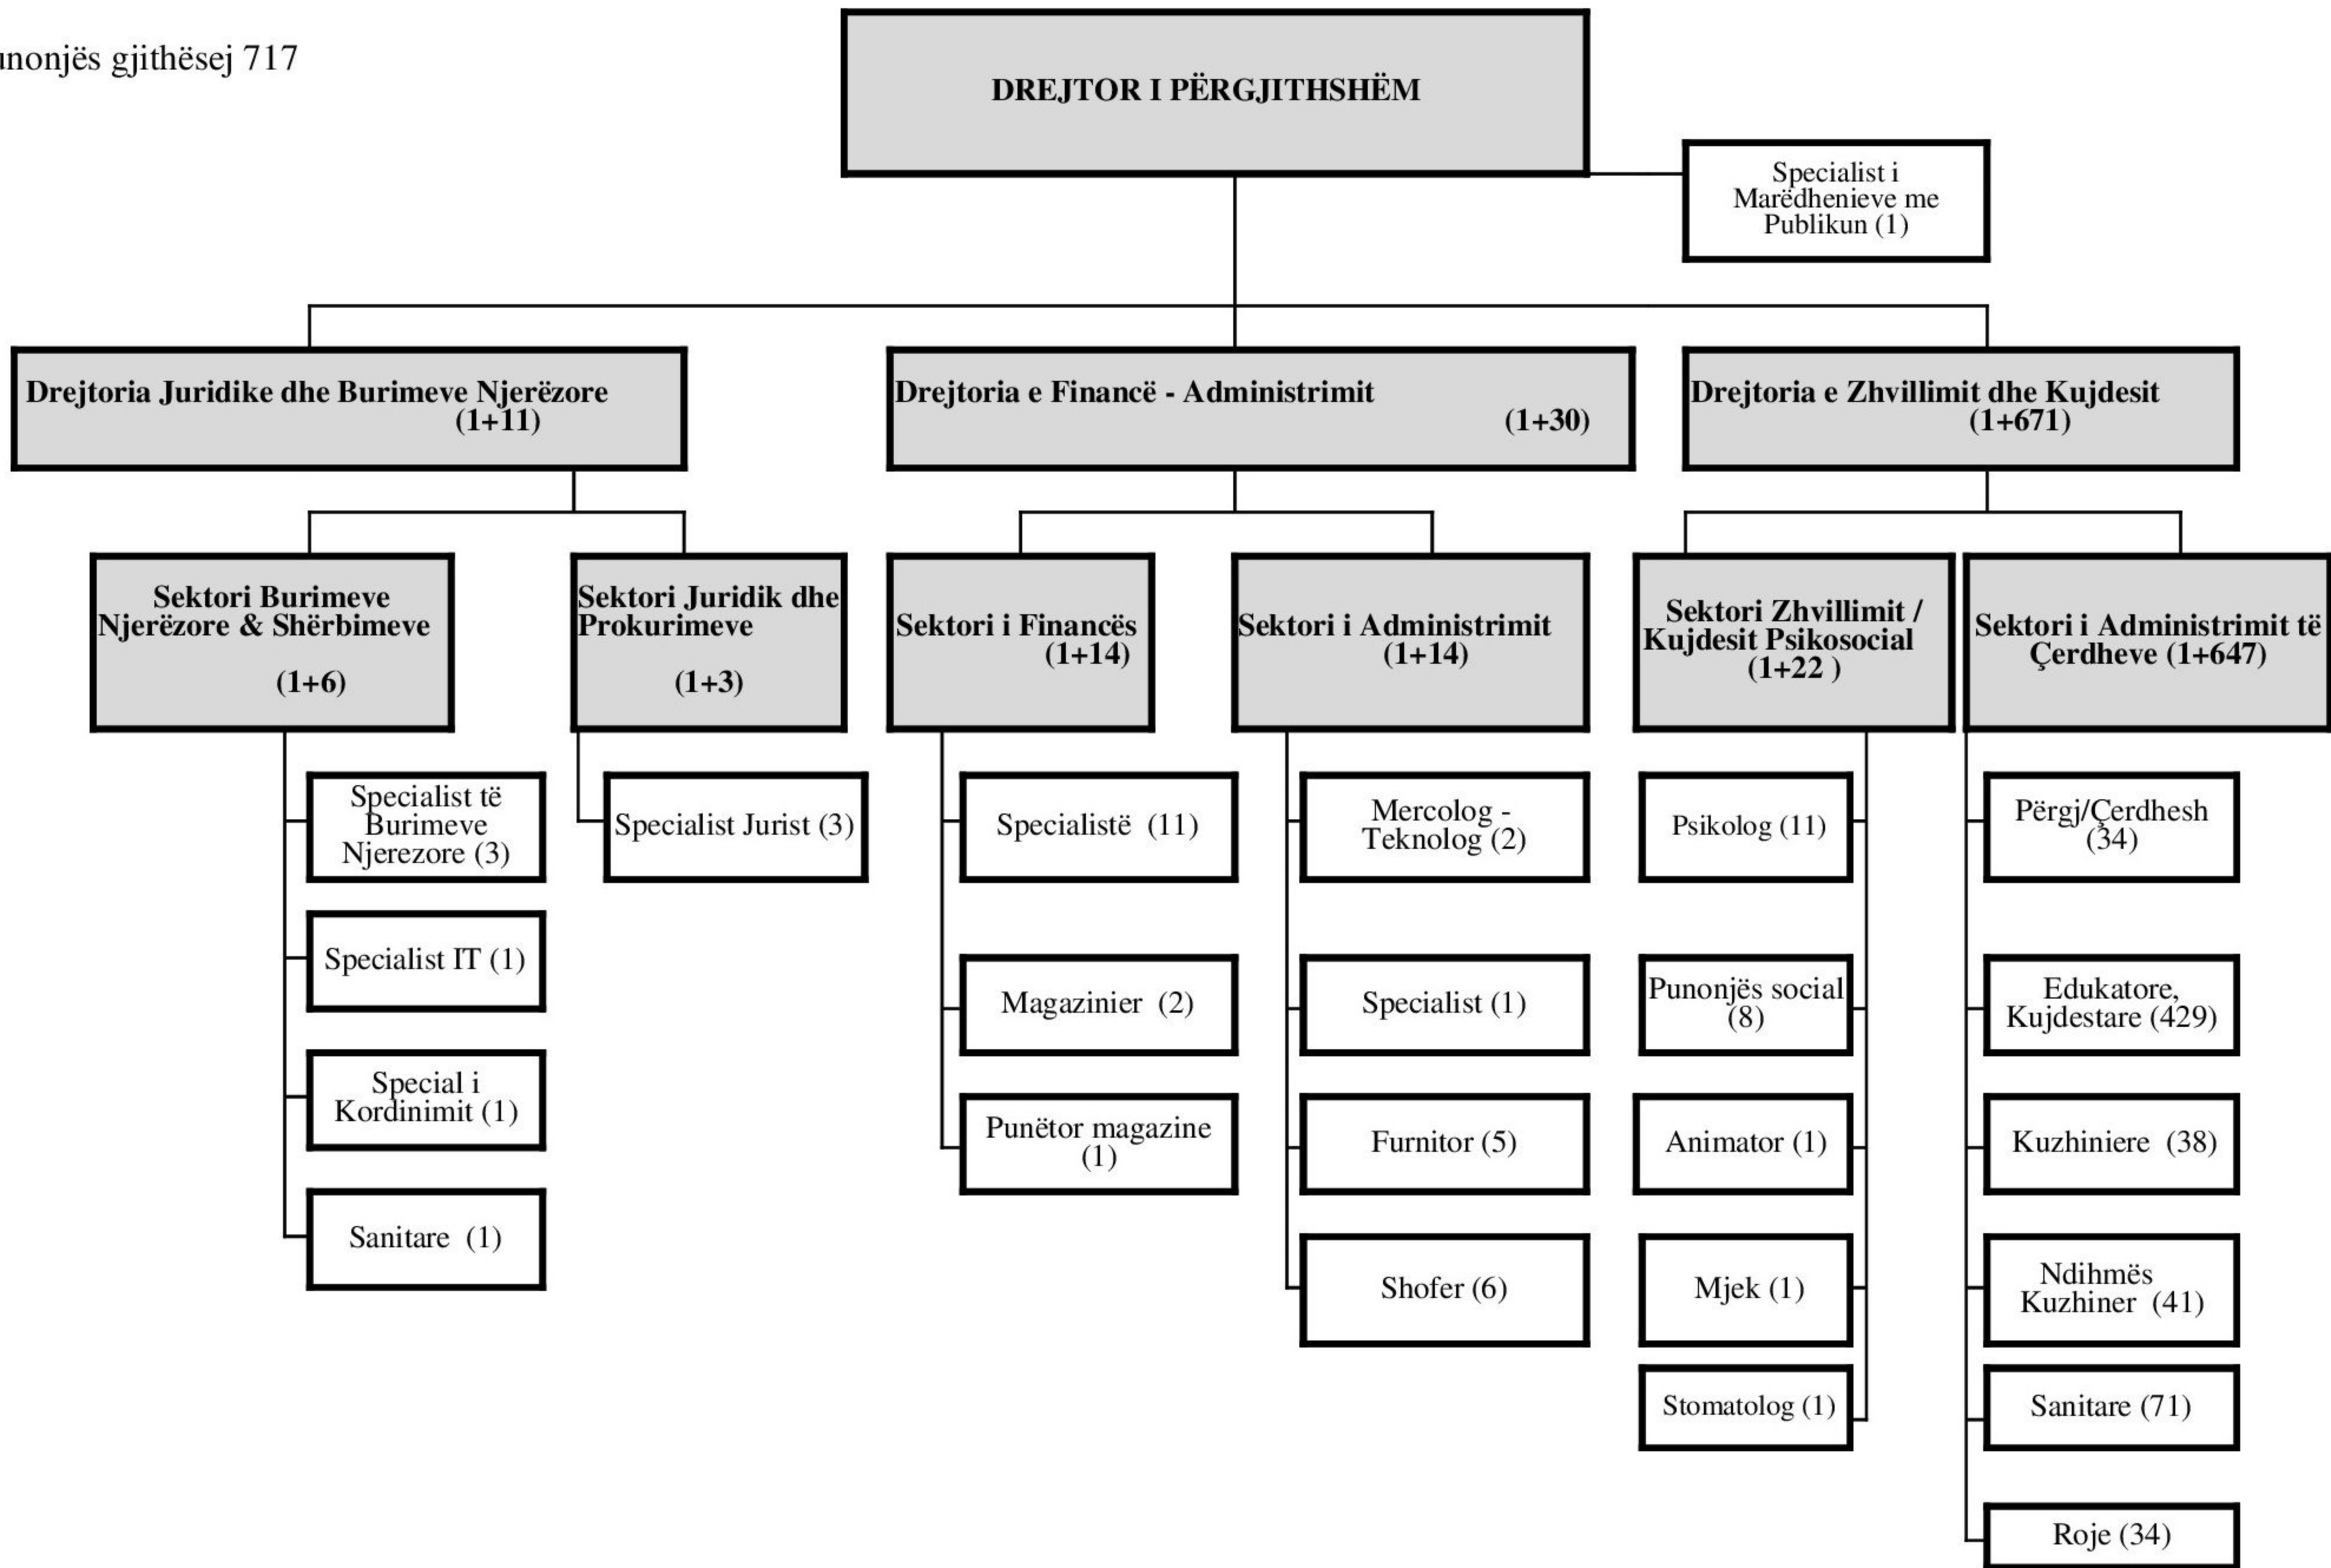 gjithësej 717
DREJTOR I PËRGJITHSHËM
Specialist i
Marëdhenieve me
Publikun (1)
Drejtoria Juridike dhe Burimeve Njerëzore
(1+11)
Drejtoria e Financë - Administrimit
(1+30)
Drejtoria e Zhvillimit dhe Kujdesit
(1+671)
Sektori Burimeve
Njerëzore & Shërbimeve
(1+6)
Sektori Juridik dhe
Prokurimeve
(1+3)
Sektori i Financës
(1+14)
Sektori i Administrimit
(1+14)
Sektori Zhvillimit /
Kujdesit Psikosocial
(1+22 )
Sektori i Administrimit të
Çerdheve (1+647)
Specialist të
Burimeve
Njerezore (3)
Specialist IT (1)
Special i
Kordinimit (1)
Sanitare (1)
Specialist Jurist (3)
Specialistë (11)
Magazinier (2)
Punëtor magazine
(1)
Mercolog -
Teknolog (2)
Specialist (1)
Furnitor (5)
Shofer (6)
Psikolog (11)
Punonjës social
(8)
Animator (1)
Mjek (1)
Stomatolog (1)
Përgj/Çerdhesh
(34)
Edukatore,
Kujdestare (429)
Kuzhiniere (38)
Ndihmës
Kuzhiner (41)
Sanitare (71)
Roje (34)